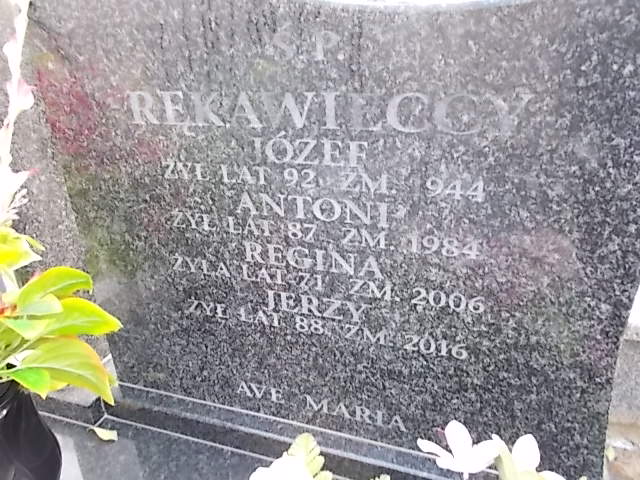 Ś. P.
RĘKAWIECCY
JÓZEF
ŻYŁ LAT 92 ZM. 944
ANTONI
ŻYŁ LAT 87 ZM. 1984
REGINA
ŻYŁA LAT 71 ZM. 2006
JERZY
ŻYŁ LAT 88 ZM. 2016
AVE MARIA